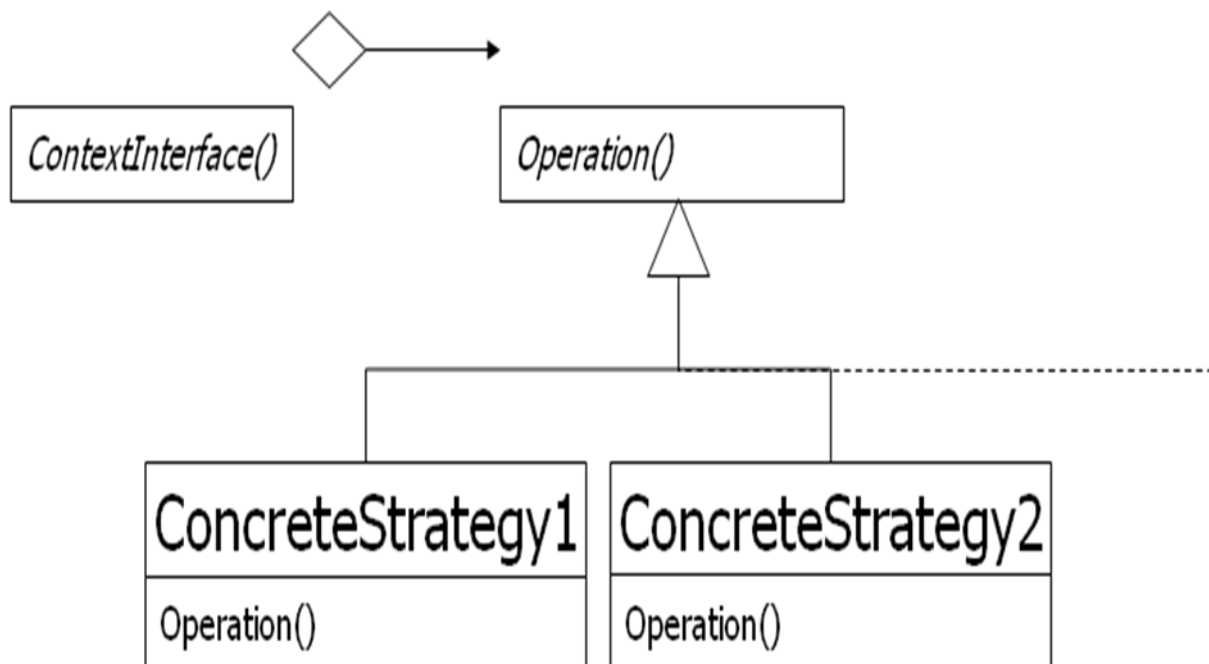 ContextInterface()
Operation()
ConcreteStrategy1
Operation()
ConcreteStrategy2
Operation()